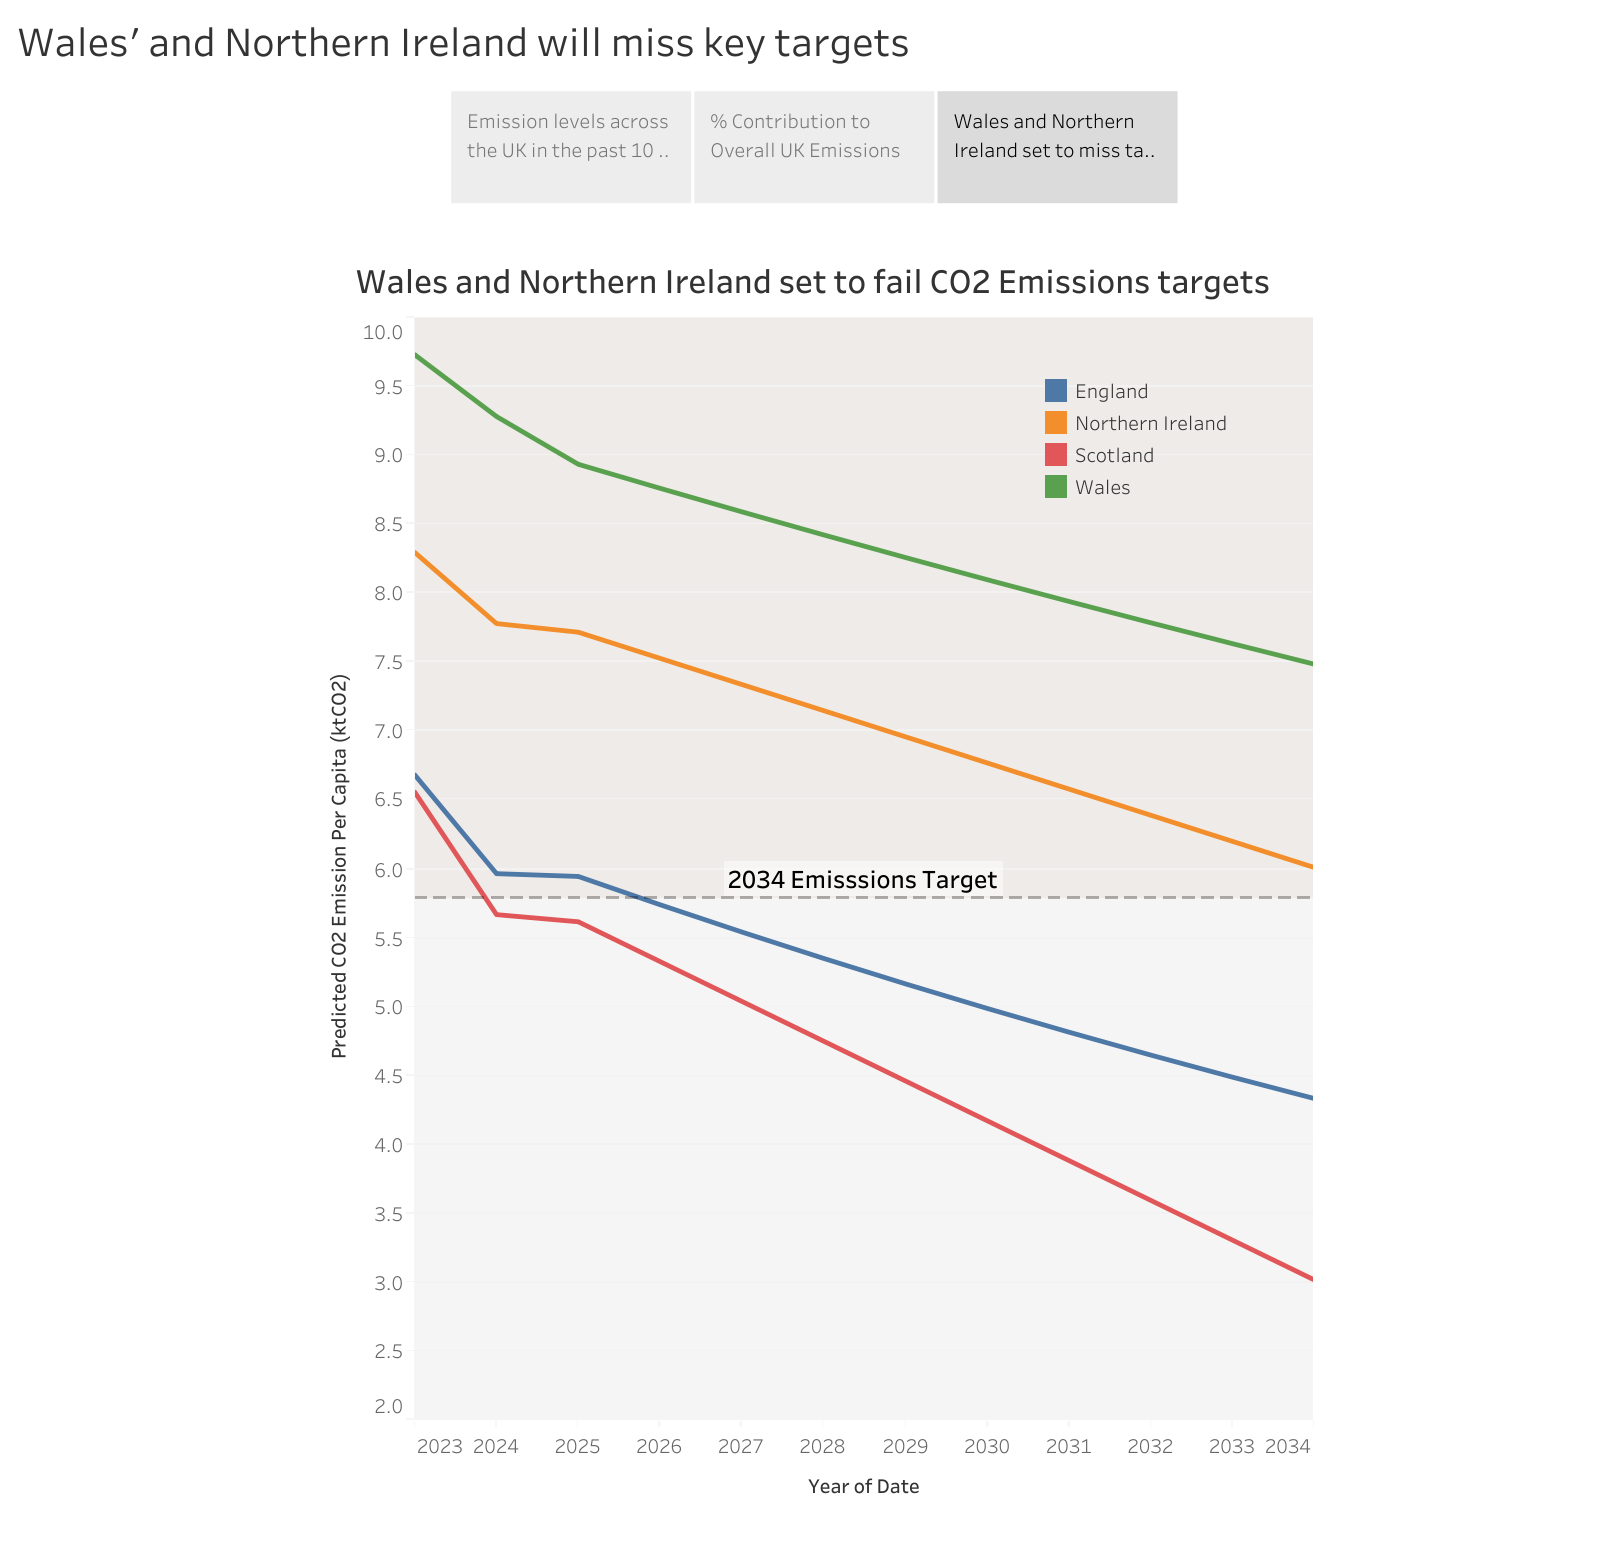 Wales’ and Northern Ireland will miss key targets
Emission levels across
the UK in the past 10 ..
% Contribution to
Overall UK Emissions
Wales and Northern
Ireland set to miss ta..
Wales and Northern Ireland set to fail CO2 Emissions targets
10.0
9.5
9.0
8.5
8.0
7.5
7.0
6.5
6.0
5.5
5.0
4.5
4.0
3.5
3.0
2.5
2.0
Predicted CO2 Emission Per Capita (ktCO2)
England
Northern Ireland
Scotland
Wales
2034 Emisssions Target
2023 2024 2025 2026 2027 2028 2029 2030 2031 2032 2033 2034
Year of Date